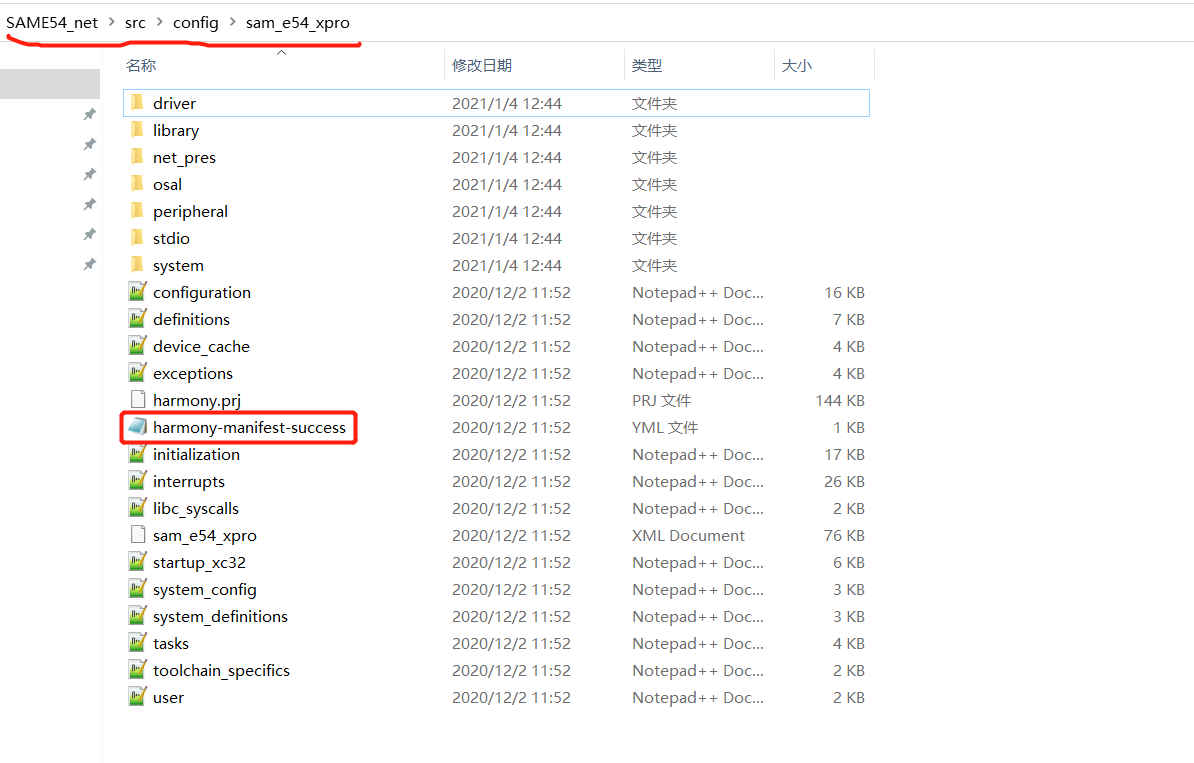 SAME54_net > src > config > sam_e54_xpro
名称 修改日期 类型 大小
driver 2021/1/4 12:44 文件夹
library 2021/1/4 12:44 文件夹
net_pres 2021/1/4 12:44 文件夹
osal 2021/1/4 12:44 文件夹
peripheral 2021/1/4 12:44 文件夹
stdio 2021/1/4 12:44 文件夹
system 2021/1/4 12:44 文件夹
configuration 2020/12/2 11:52 Notepad++ Doc... 16 KB
definitions 2020/12/2 11:52 Notepad++ Doc... 7 KB
device_cache 2020/12/2 11:52 Notepad++ Doc... 4 KB
exceptions 2020/12/2 11:52 Notepad++ Doc... 4 KB
harmony.prj 2020/12/2 11:52 PRJ 文件 144 KB
harmony-manifest-success 2020/12/2 11:52 YML 文件 1 KB
initialization 2020/12/2 11:52 Notepad++ Doc... 17 KB
interrupts 2020/12/2 11:52 Notepad++ Doc... 26 KB
libc_syscalls 2020/12/2 11:52 Notepad++ Doc... 2 KB
sam_e54_xpro 2020/12/2 11:52 XML Document 76 KB
startup_xc32 2020/12/2 11:52 Notepad++ Doc... 6 KB
system_config 2020/12/2 11:52 Notepad++ Doc... 3 KB
system_definitions 2020/12/2 11:52 Notepad++ Doc... 3 KB
tasks 2020/12/2 11:52 Notepad++ Doc... 4 KB
toolchain_specifics 2020/12/2 11:52 Notepad++ Doc... 2 KB
user 2020/12/2 11:52 Notepad++ Doc... 2 KB